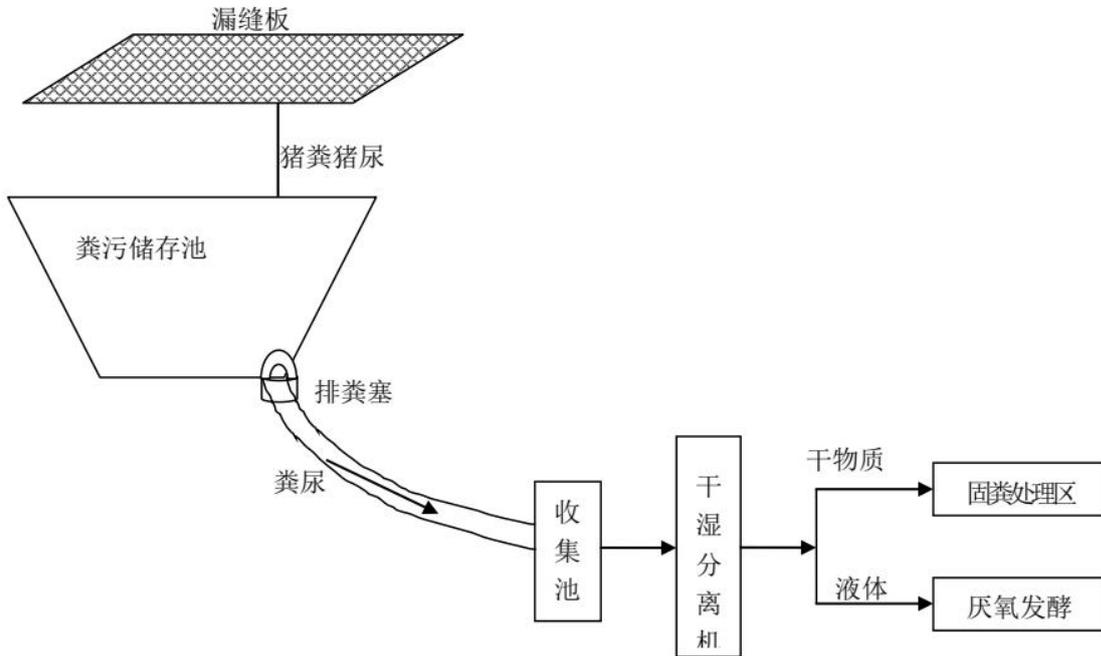 漏缝板
猪粪猪尿
粪污储存池
排粪塞
粪尿
收集池
干湿分离机
干物质
固粪处理区
液体
厌氧发酵